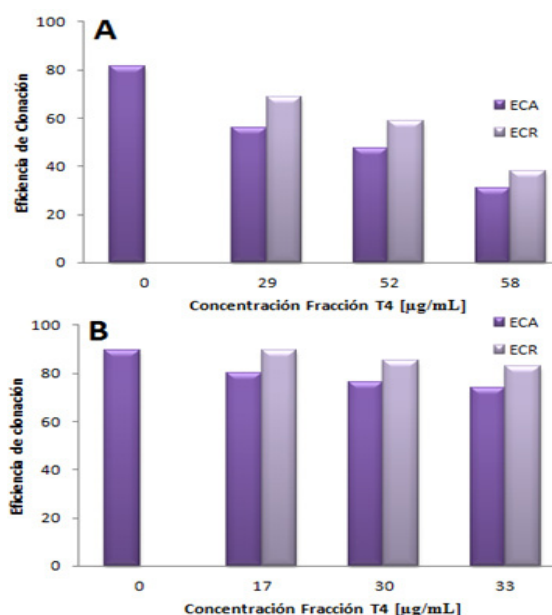 A
100
80
60
40
20
0
Eficiencia de Clonación
ECA
ECR
0 29 52 58
Concentración Fracción T4 [µg/mL]
B
100
80
60
40
20
0
Eficiencia de clonación
ECA
ECR
0 17 30 33
Concentración Fracción T4 [µg/mL]